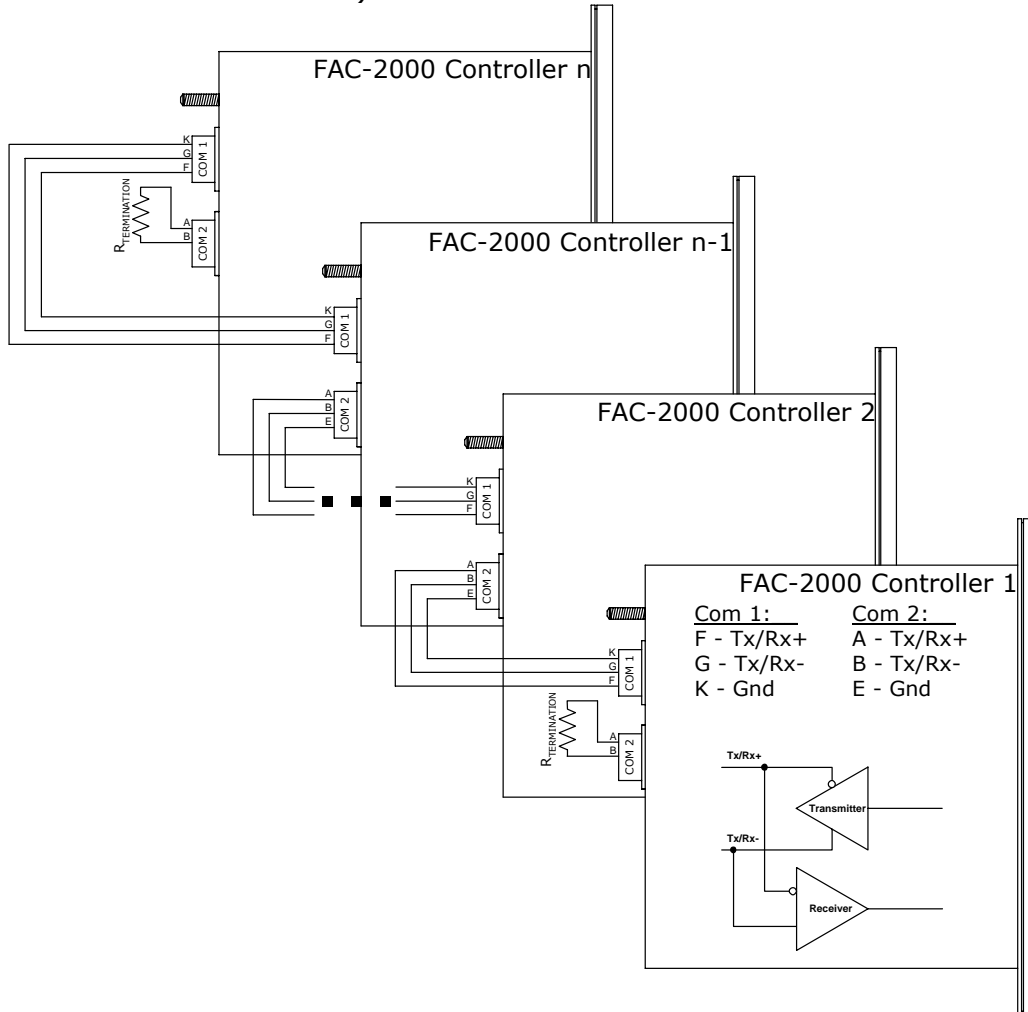 FAC-2000 Controller n
K
G
F
COM 1
R TERMINATION
A
B
COM 2
FAC-2000 Controller n-1
K
G
F
COM 1
A
B
E
COM 2
FAC-2000 Controller 2
K
G
F
COM 1
A
B
E
COM 2
FAC-2000 Controller 1
Com 1:
F - Tx/Rx+
G - Tx/Rx-
K - Gnd
Com 2:
A - Tx/Rx+
B - Tx/Rx-
E - Gnd
K
G
F
COM 1
R TERMINATION
A
B
COM 2
Tx/Rx+
Transmitter
Tx/Rx-
Receiver